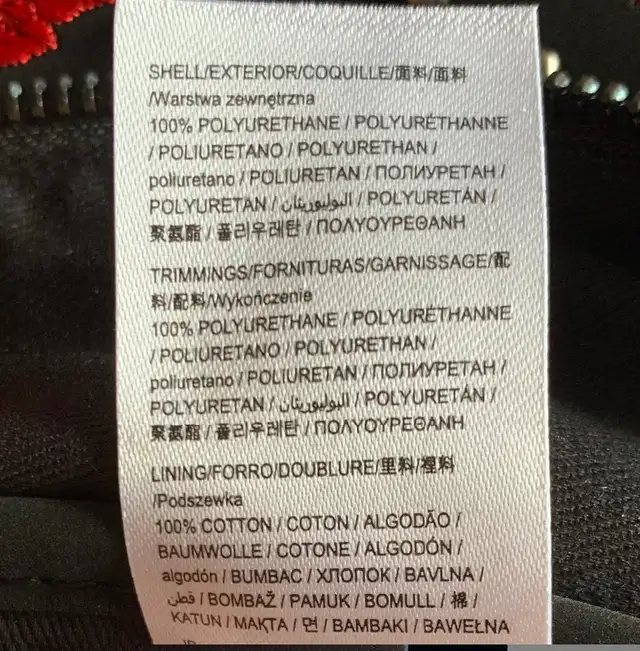 SHELL/EXTERIOR/COQUILLE/面料/面料
/Warstwa zewnętrzna
100% POLYURETHANE / POLYURÉTHANNE
/ POLIURETANO / POLYURETHAN /
poliuretano / POLIURETAN / ПОЛИУРЕТАН /
POLYURETAN / البوليوريثان / POLYURETÁN /
聚氨酯 / 폴리우레탄 / ΠΟΛΥΟΥΡΕΘΑΝΗ
TRIMMINGS/FORNITURAS/GARNISSAGE/配
料/配料/Wykończenie
100% POLYURETHANE / POLYURÉTHANNE
/ POLIURETANO / POLYURETHAN /
poliuretano / POLIURETAN / ПОЛИУРЕТАН /
POLYURETAN / البوليوريثان / POLYURETÁN /
聚氨酯 / 폴리우레탄 / ΠΟΛΥΟΥΡΕΘΑΝΗ
LINING/FORRO/DOUBLURE/里料/裡料
/Podszewka
100% COTTON / COTON / ALGODÃO /
BAUMWOLLE / COTONE / ALGODÓN /
algodón / BUMBAC / ХЛОПОК / BAVLNA /
قطن / BOMBAŽ / PAMUK / BOMULL / 棉 /
KATUN / МАҚТА / 면 / BAMBAKI / BAWEŁNA